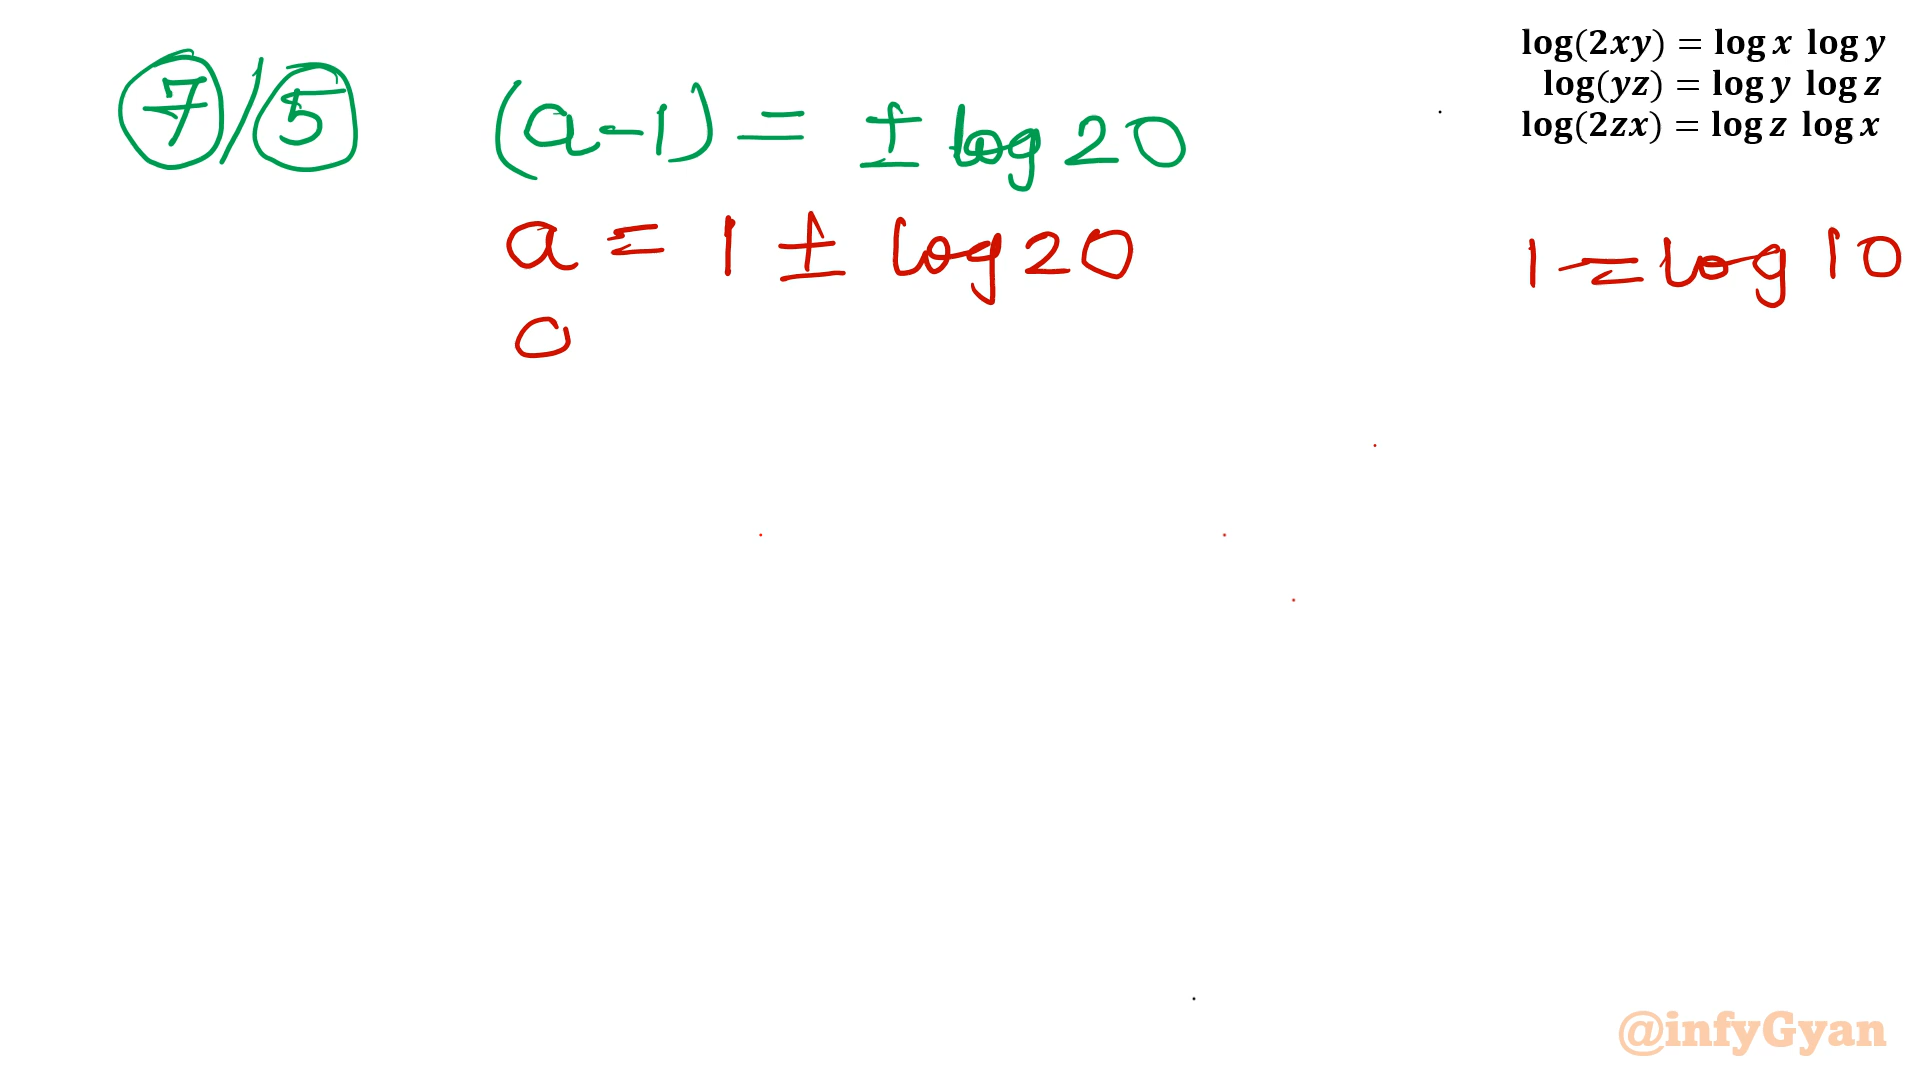 log(2xy) = log x log y
log(yz) = log y log z
log(2zx) = log z log x
7/5
(a-1) = ± log 20
a = 1 ± log 20
1 = log 10
@infyGyan